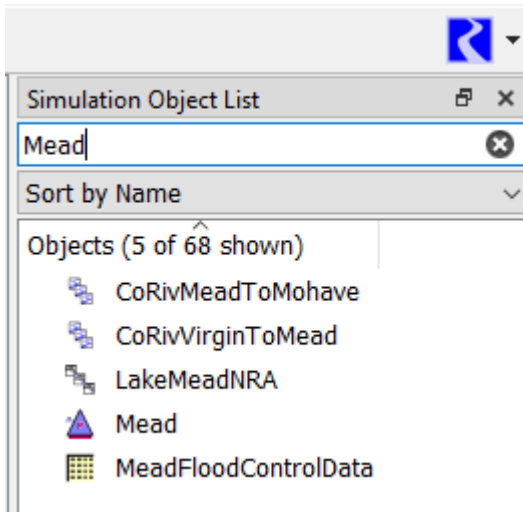 Simulation Object List
Mead
Sort by Name
Objects (5 of 68 shown)
CoRivMeadToMohave
CoRivVirginToMead
LakeMeadNRA
Mead
MeadFloodControlData